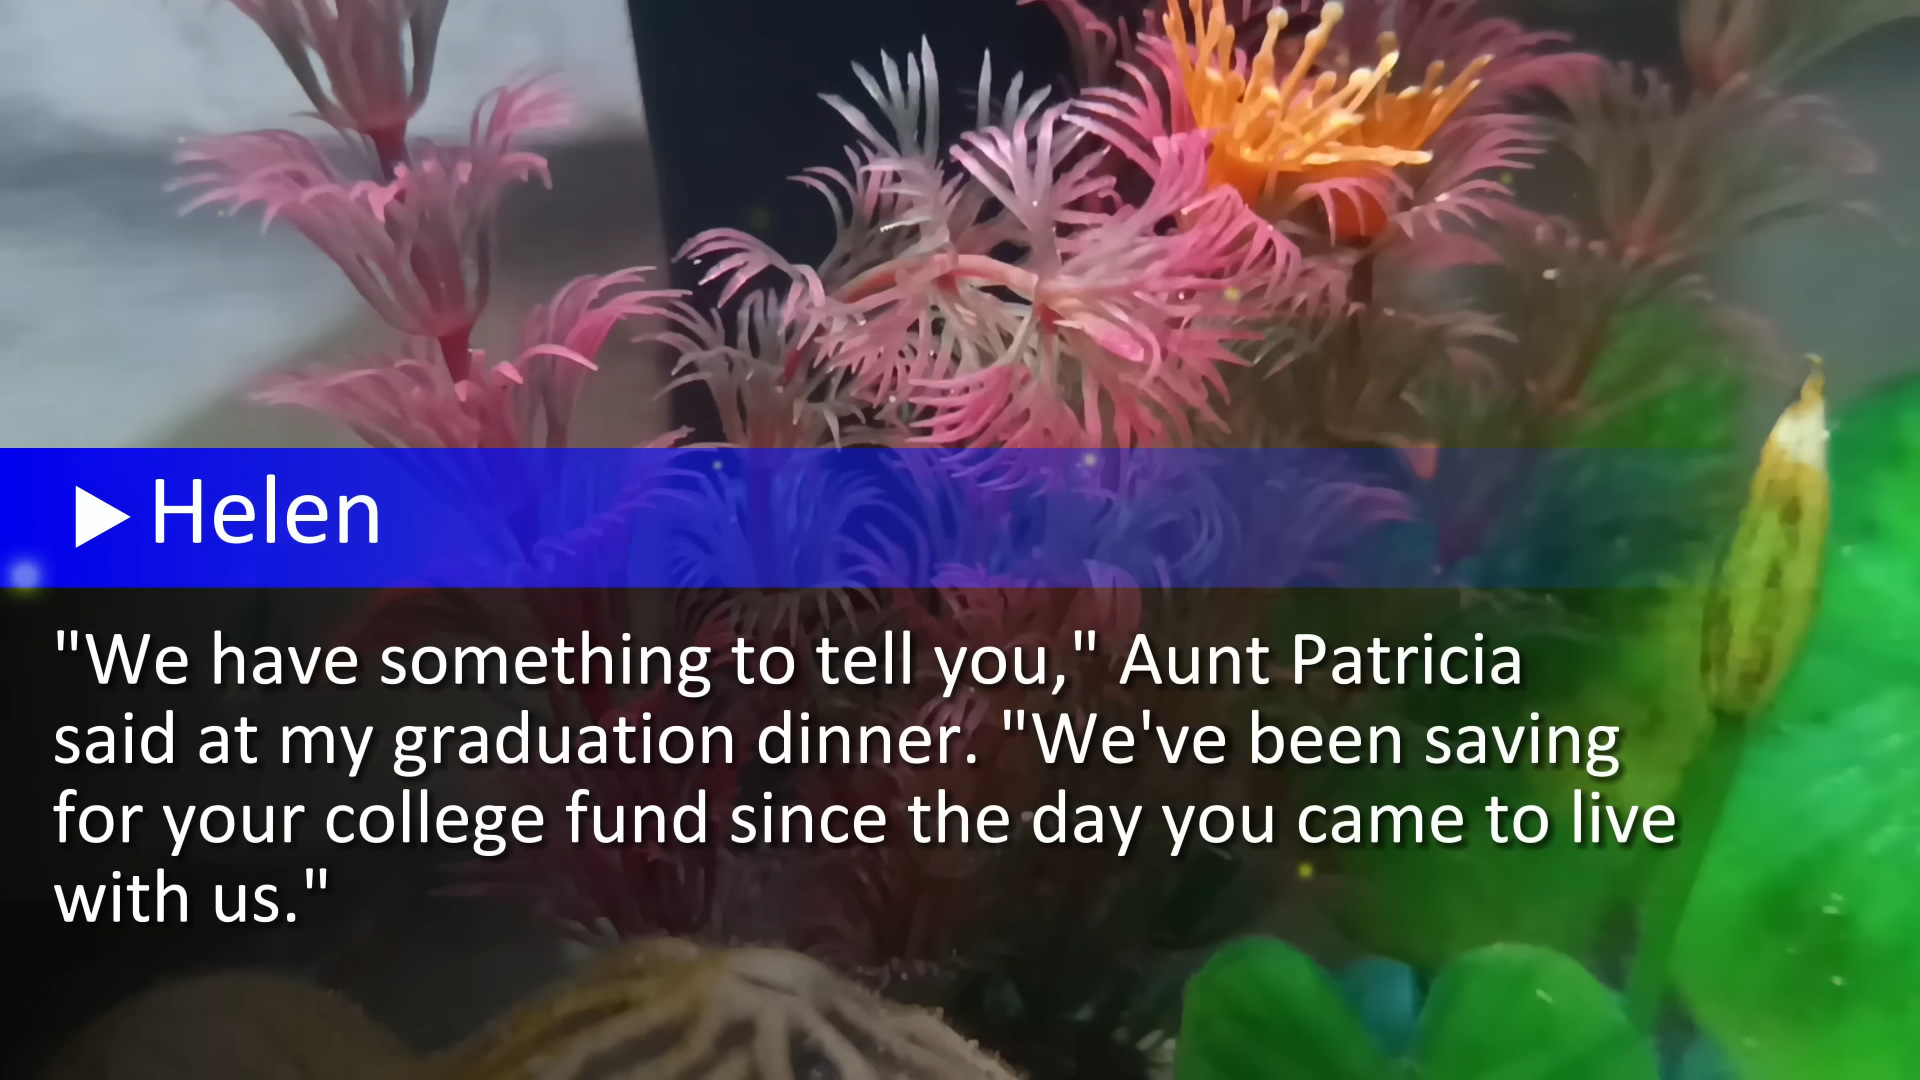 Helen
"We have something to tell you," Aunt Patricia
said at my graduation dinner. "We've been saving
for your college fund since the day you came to live
with us."